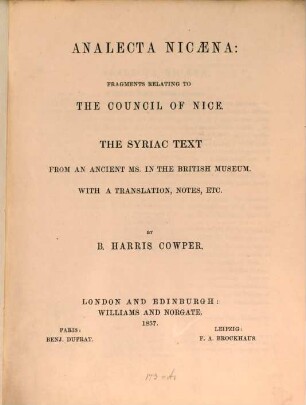 ANALECTA NICÆNA:
FRAGMENTS RELATING TO
THE COUNCIL OF NICE.
THE SYRIAC TEXT
FROM AN ANCIENT MS. IN THE BRITISH MUSEUM.
WITH A TRANSLATION, NOTES, ETC.
BY
B. HARRIS COWPER.
LONDON AND EDINBURGH:
WILLIAMS AND NORGATE.
1857.
PARIS: LEIPZIG:
BENJ. DUPRAT. F. A. BROCKHAUS